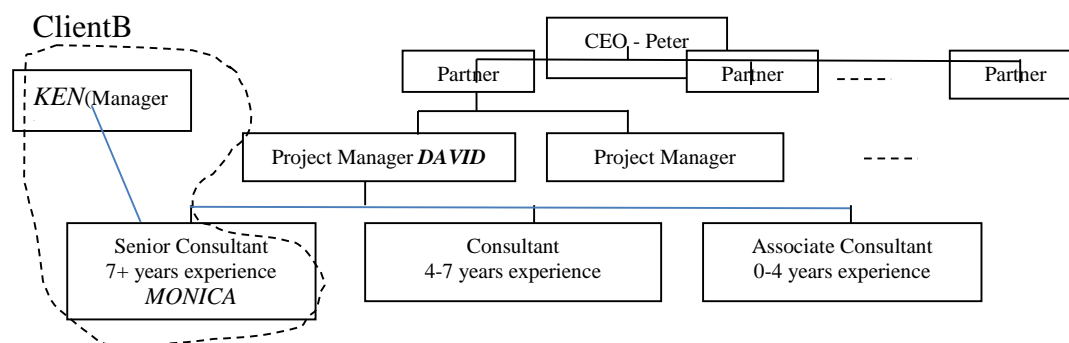 ClientB
CEO - Peter
Partner
Partner
Partner
KEN(Manager
Project Manager DAVID
Project Manager
Senior Consultant
7+ years experience
MONICA
Consultant
4-7 years experience
Associate Consultant
0-4 years experience